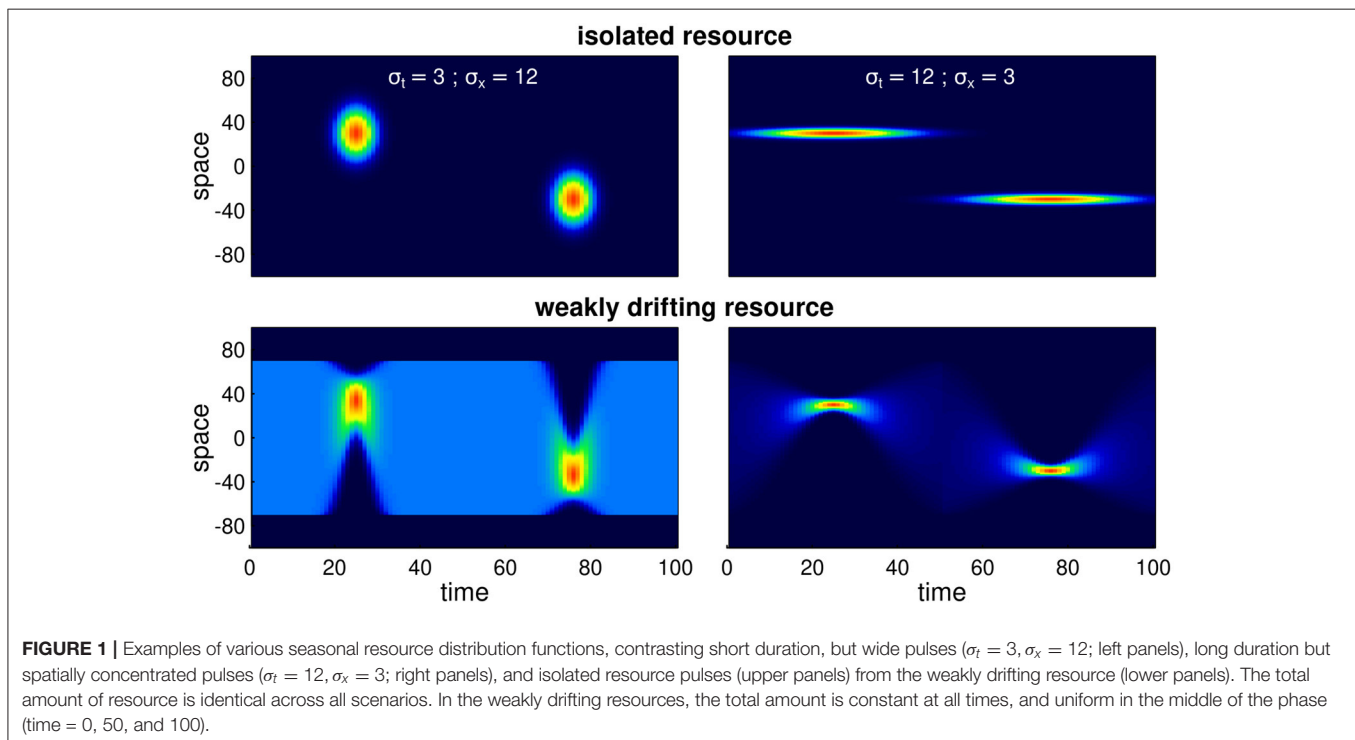 isolated resource
σt = 3 ; σx = 12
σt = 12 ; σx = 3
80
40
0
-40
-80
space
weakly drifting resource
80
40
0
-40
-80
space
0 20 40 60 80 100
0 20 40 60 80 100
time
time
FIGURE 1 | Examples of various seasonal resource distribution functions, contrasting short duration, but wide pulses (σt = 3, σx = 12; left panels), long duration but
spatially concentrated pulses (σt = 12, σx = 3; right panels), and isolated resource pulses (upper panels) from the weakly drifting resource (lower panels). The total
amount of resource is identical across all scenarios. In the weakly drifting resources, the total amount is constant at all times, and uniform in the middle of the phase
(time = 0, 50, and 100).